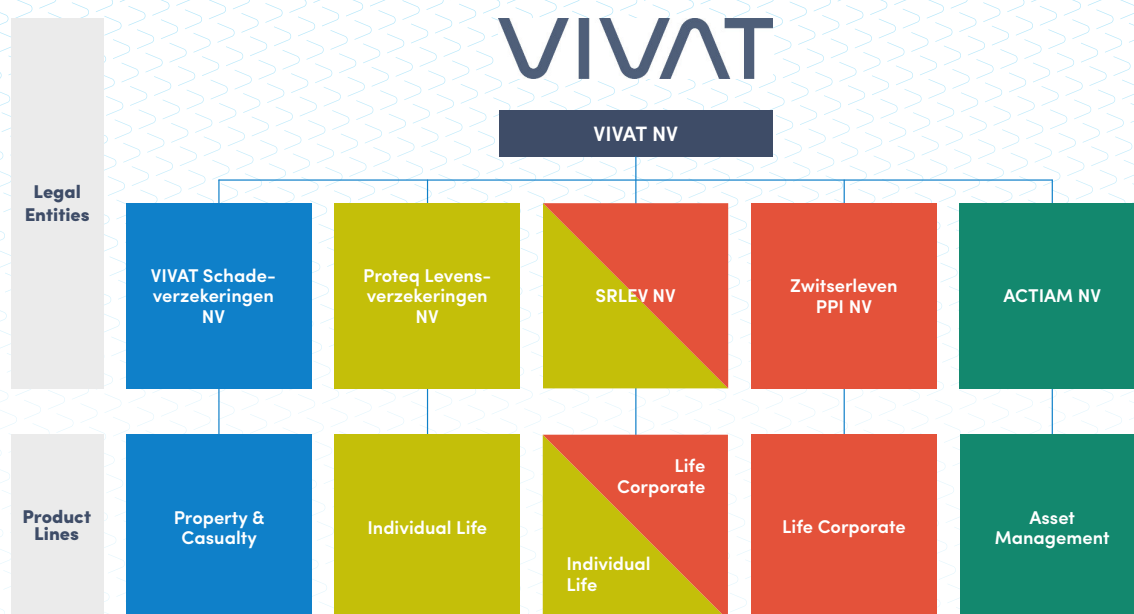 VIVAT
VIVAT NV
Legal
Entities
VIVAT Schade-
verzekeringen
NV
Proteq Levens-
verzekeringen
NV
SRLEV NV
Zwitserleven
PPI NV
ACTIAM NV
Product
Lines
Property &
Casualty
Individual Life
Life
Corporate
Individual
Life
Life Corporate
Asset
Management